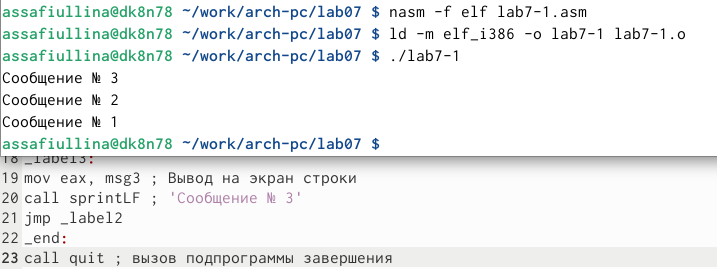 assafiullina@dk8n78 ~/work/arch-pc/lab07 $ nasm -f elf lab7-1.asm
assafiullina@dk8n78 ~/work/arch-pc/lab07 $ ld -m elf_i386 -o lab7-1 lab7-1.o
assafiullina@dk8n78 ~/work/arch-pc/lab07 $ ./lab7-1
Сообщение № 3
Сообщение № 2
Сообщение № 1
assafiullina@dk8n78 ~/work/arch-pc/lab07 $
18 _label3:
19 mov eax, msg3 ; Вывод на экран строки
20 call sprintLF ; 'Сообщение № 3'
21 jmp _label2
22 _end:
23 call quit ; вызов подпрограммы завершения